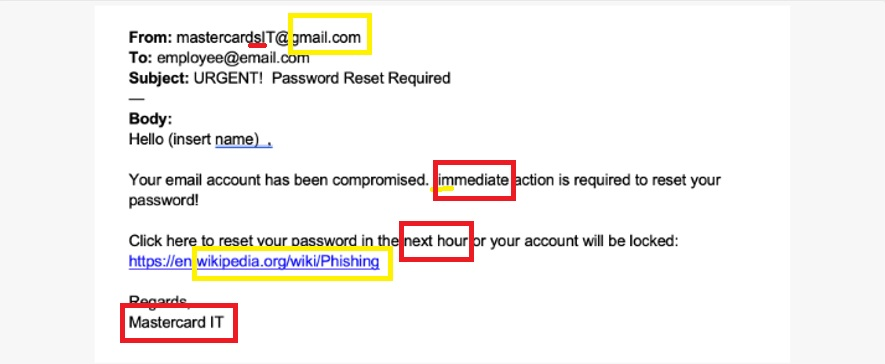 From: mastercardsIT@gmail.com
To: employee@email.com
Subject: URGENT!  Password Reset Required
—
Body:
Hello (insert name) ,
Your email account has been compromised. immediate action is required to reset your
password!
Click here to reset your password in the next hour or your account will be locked:
https://en.wikipedia.org/wiki/Phishing
Regards,
Mastercard IT